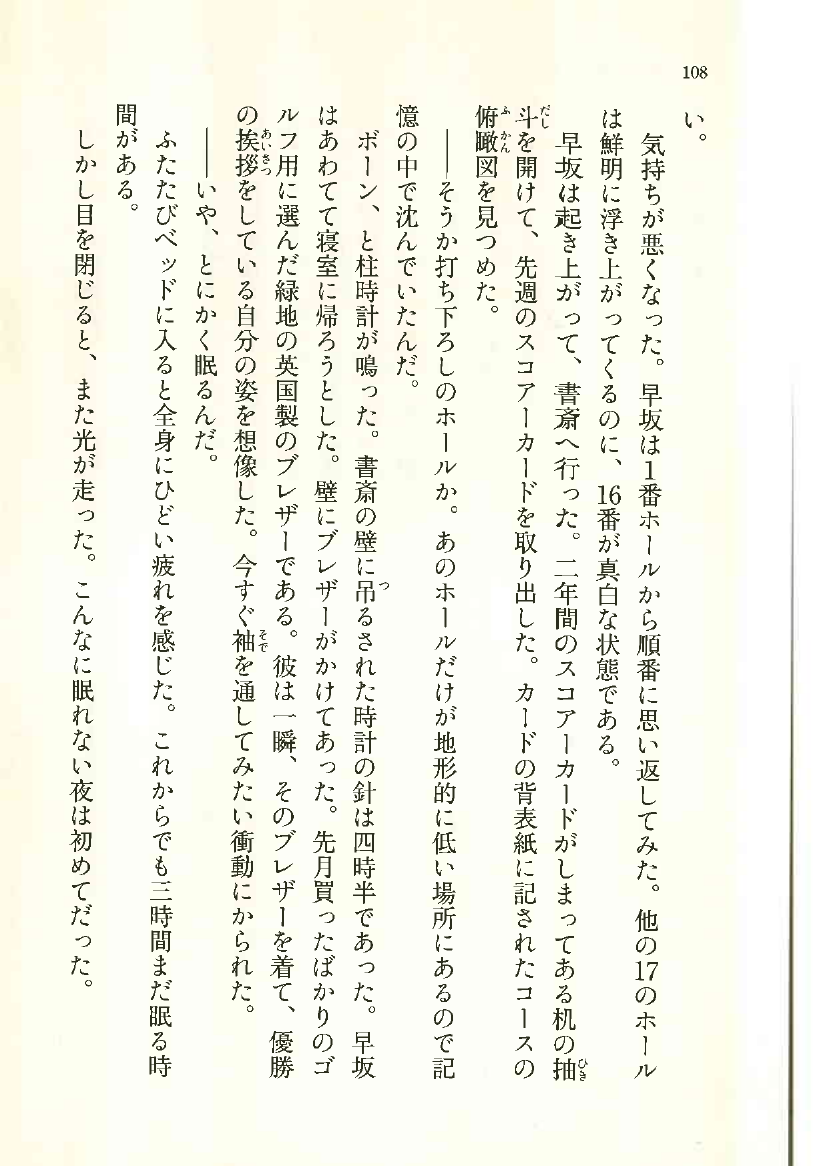 108
い。
気持ちが悪くなった。早坂は1番ホールから順番に思い返してみた。他の17のホール
は鮮明に浮き上がってくるのに、16番が真白な状態である。
早坂は起き上がって、書斎へ行った。二年間のスコアーカードがしまってある机の抽
斗を開けて、先週のスコアーカードを取り出した。カードの背表紙に記されたコースの
俯瞰図を見つめた。
――そうか打ち下ろしのホールか。あのホールだけが地形的に低い場所にあるので記
憶の中で沈んでいたんだ。
ボーン、と柱時計が鳴った。書斎の壁に吊るされた時計の針は四時半であった。早坂
はあわてて寝室に帰ろうとした。壁にブレザーがかけてあった。先月買ったばかりのゴ
ルフ用に選んだ緑地の英国製のブレザーである。彼は一瞬、そのブレザーを着て、優勝
の挨拶をしている自分の姿を想像した。今すぐ袖を通してみたい衝動にかられた。
――いや、とにかく眠るんだ。
ふたたびベッドに入ると全身にひどい疲れを感じた。これからでも三時間まだ眠る時
間がある。
しかし目を閉じると、また光が走った。こんなに眠れない夜は初めてだった。